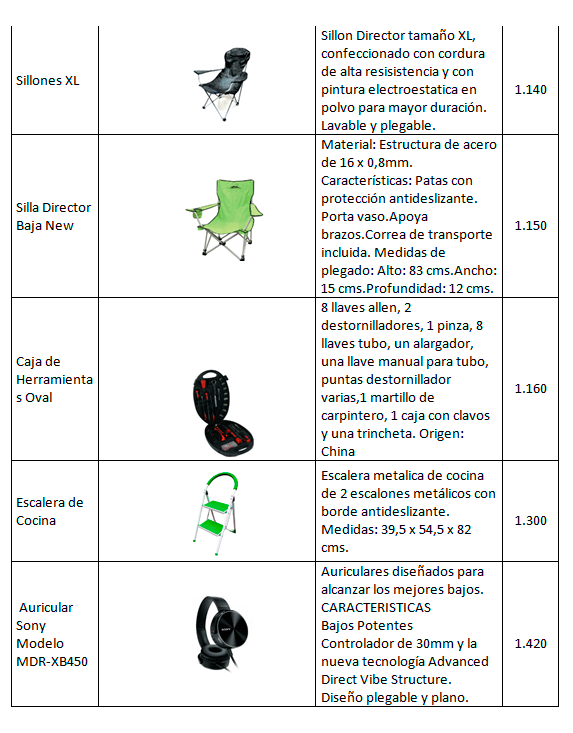 Sillones XL
Sillon Director tamaño XL,
confeccionado con cordura
de alta resisistencia y con
pintura electroestatica en
polvo para mayor duración.
Lavable y plegable.
1.140
Silla Director
Baja New
Material: Estructura de acero
de 16 x 0,8mm.
Características: Patas con
protección antideslizante.
Porta vaso.Apoya
brazos.Correa de transporte
incluida. Medidas de
plegado: Alto: 83 cms.Ancho:
15 cms.Profundidad: 12 cms.
1.150
Caja de
Herramienta
s Oval
8 llaves allen, 2
destornilladores, 1 pinza, 8
llaves tubo, un alargador,
una llave manual para tubo,
puntas destornillador
varias,1 martillo de
carpintero, 1 caja con clavos
y una trincheta. Origen:
China
1.160
Escalera de
Cocina
Escalera metalica de cocina
de 2 escalones metálicos con
borde antideslizante.
Medidas: 39,5 x 54,5 x 82
cms.
1.300
Auricular
Sony
Modelo
MDR-XB450
Auriculares diseñados para
alcanzar los mejores bajos.
CARACTERISTICAS
Bajos Potentes
Controlador de 30mm y la
nueva tecnología Advanced
Direct Vibe Structure.
Diseño plegable y plano.
1.420